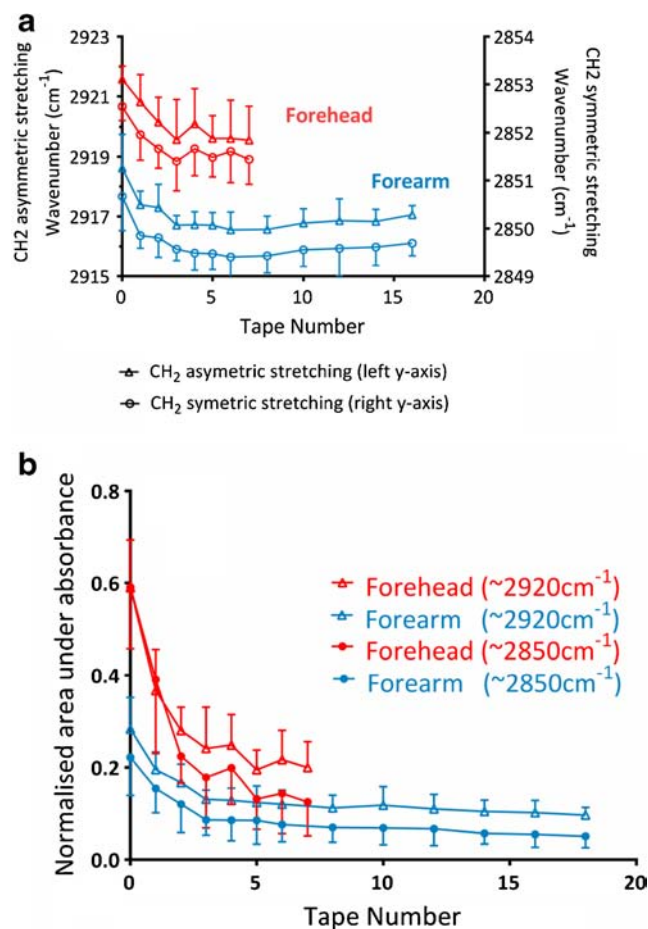 a
CH2 asymmetric stretching
Wavenumber (cm-1)
2923
2921
2919
2917
2915
Forehead
Forearm
2854
2853
2852
2851
2850
2849
CH2 symmetric stretching
Wavenumber (cm-1)
0 5 10 15 20
Tape Number
CH2 asymetric stretching (left y-axis)
CH2 symetric stretching (right y-axis)
b
Normalised area under absorbance
0.8
0.6
0.4
0.2
0.0
Forehead (~2920cm-1)
Forearm (~2920cm-1)
Forehead (~2850cm-1)
Forearm (~2850cm-1)
0 5 10 15 20
Tape Number